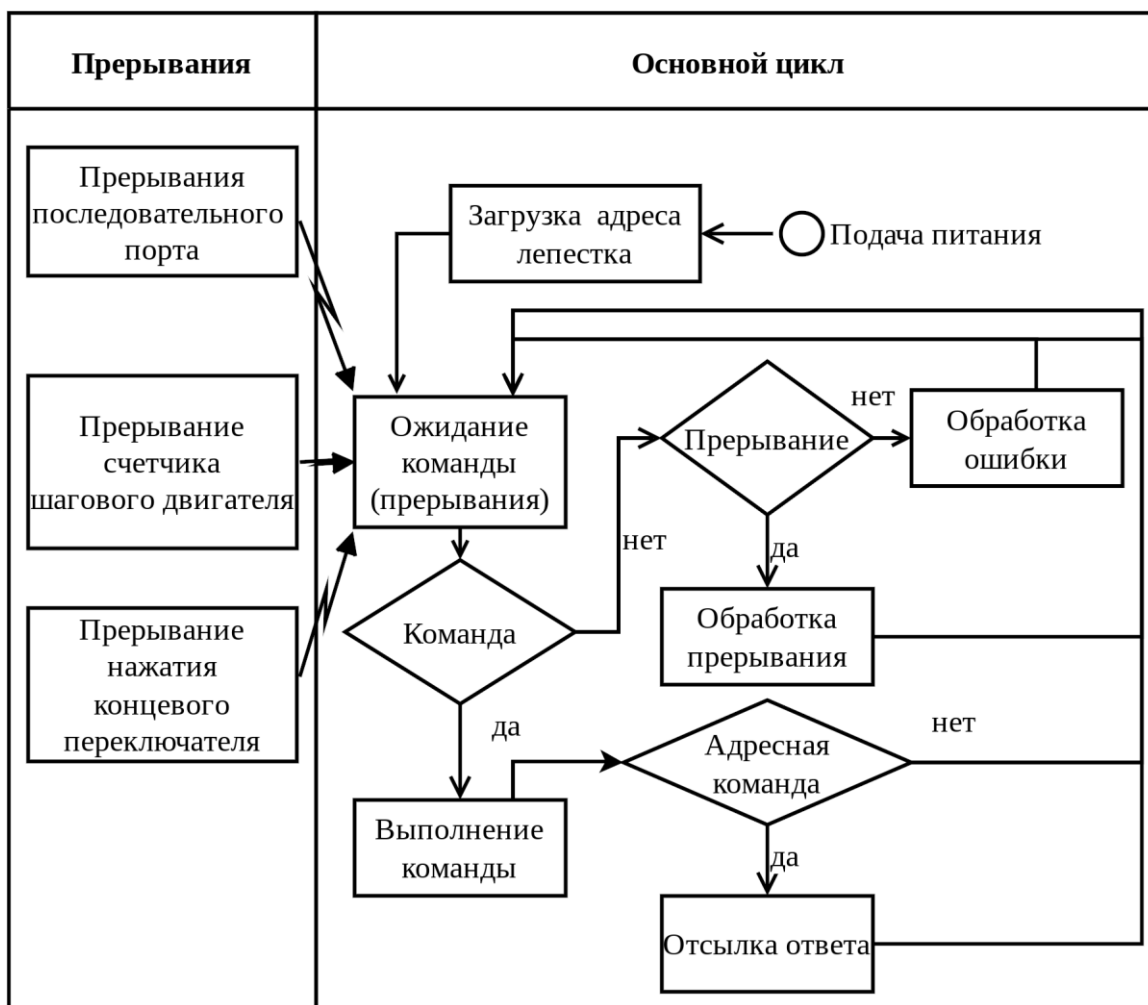 Прерывания
Основной цикл
Прерывания
последовательного
порта
Загрузка адреса
лепестка
Подача питания
Прерывание
счетчика
шагового двигателя
Ожидание
команды
(прерывания)
Прерывание
нет
Обработка
ошибки
нет
да
Прерывание
нажатия
концевого
переключателя
Команда
Обработка
прерывания
да
Адресная
команда
нет
Выполнение
команды
да
Отсылка ответа